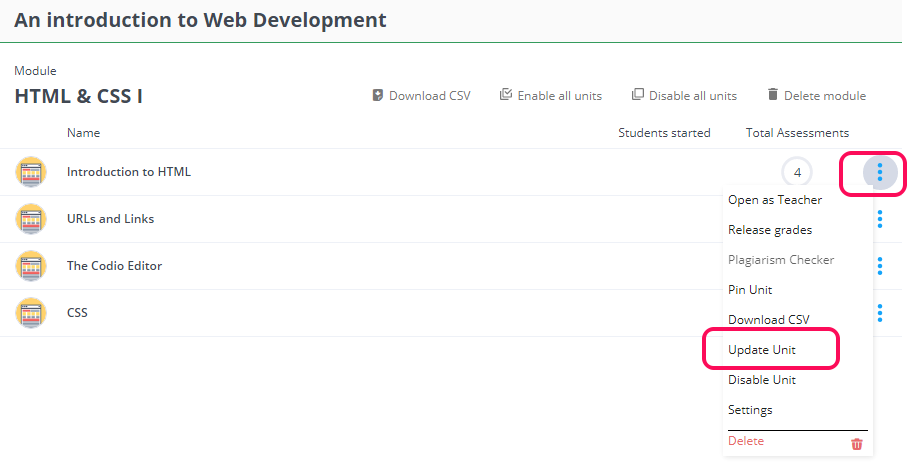 An introduction to Web Development
Module
HTML & CSS I
Download CSV Enable all units Disable all units Delete module
Name Students started Total Assessments
Introduction to HTML 4
Open as Teacher
URLs and Links
Release grades
The Codio Editor
Plagiarism Checker
Pin Unit
CSS
Download CSV
Update Unit
Disable Unit
Settings
Delete